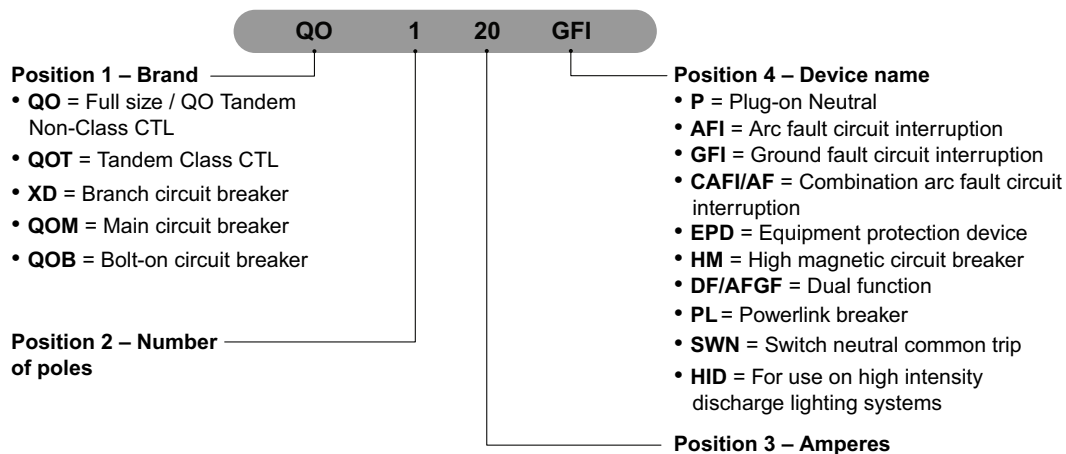 QO 1 20 GFI
Position 1 – Brand
• QO = Full size / QO Tandem
Non-Class CTL
• QOT = Tandem Class CTL
• XD = Branch circuit breaker
• QOM = Main circuit breaker
• QOB = Bolt-on circuit breaker
Position 2 – Number
of poles
Position 4 – Device name
• P = Plug-on Neutral
• AFI = Arc fault circuit interruption
• GFI = Ground fault circuit interruption
• CAFI/AF = Combination arc fault circuit
interruption
• EPD = Equipment protection device
• HM = High magnetic circuit breaker
• DF/AFGF = Dual function
• PL = Powerlink breaker
• SWN = Switch neutral common trip
• HID = For use on high intensity
discharge lighting systems
Position 3 – Amperes